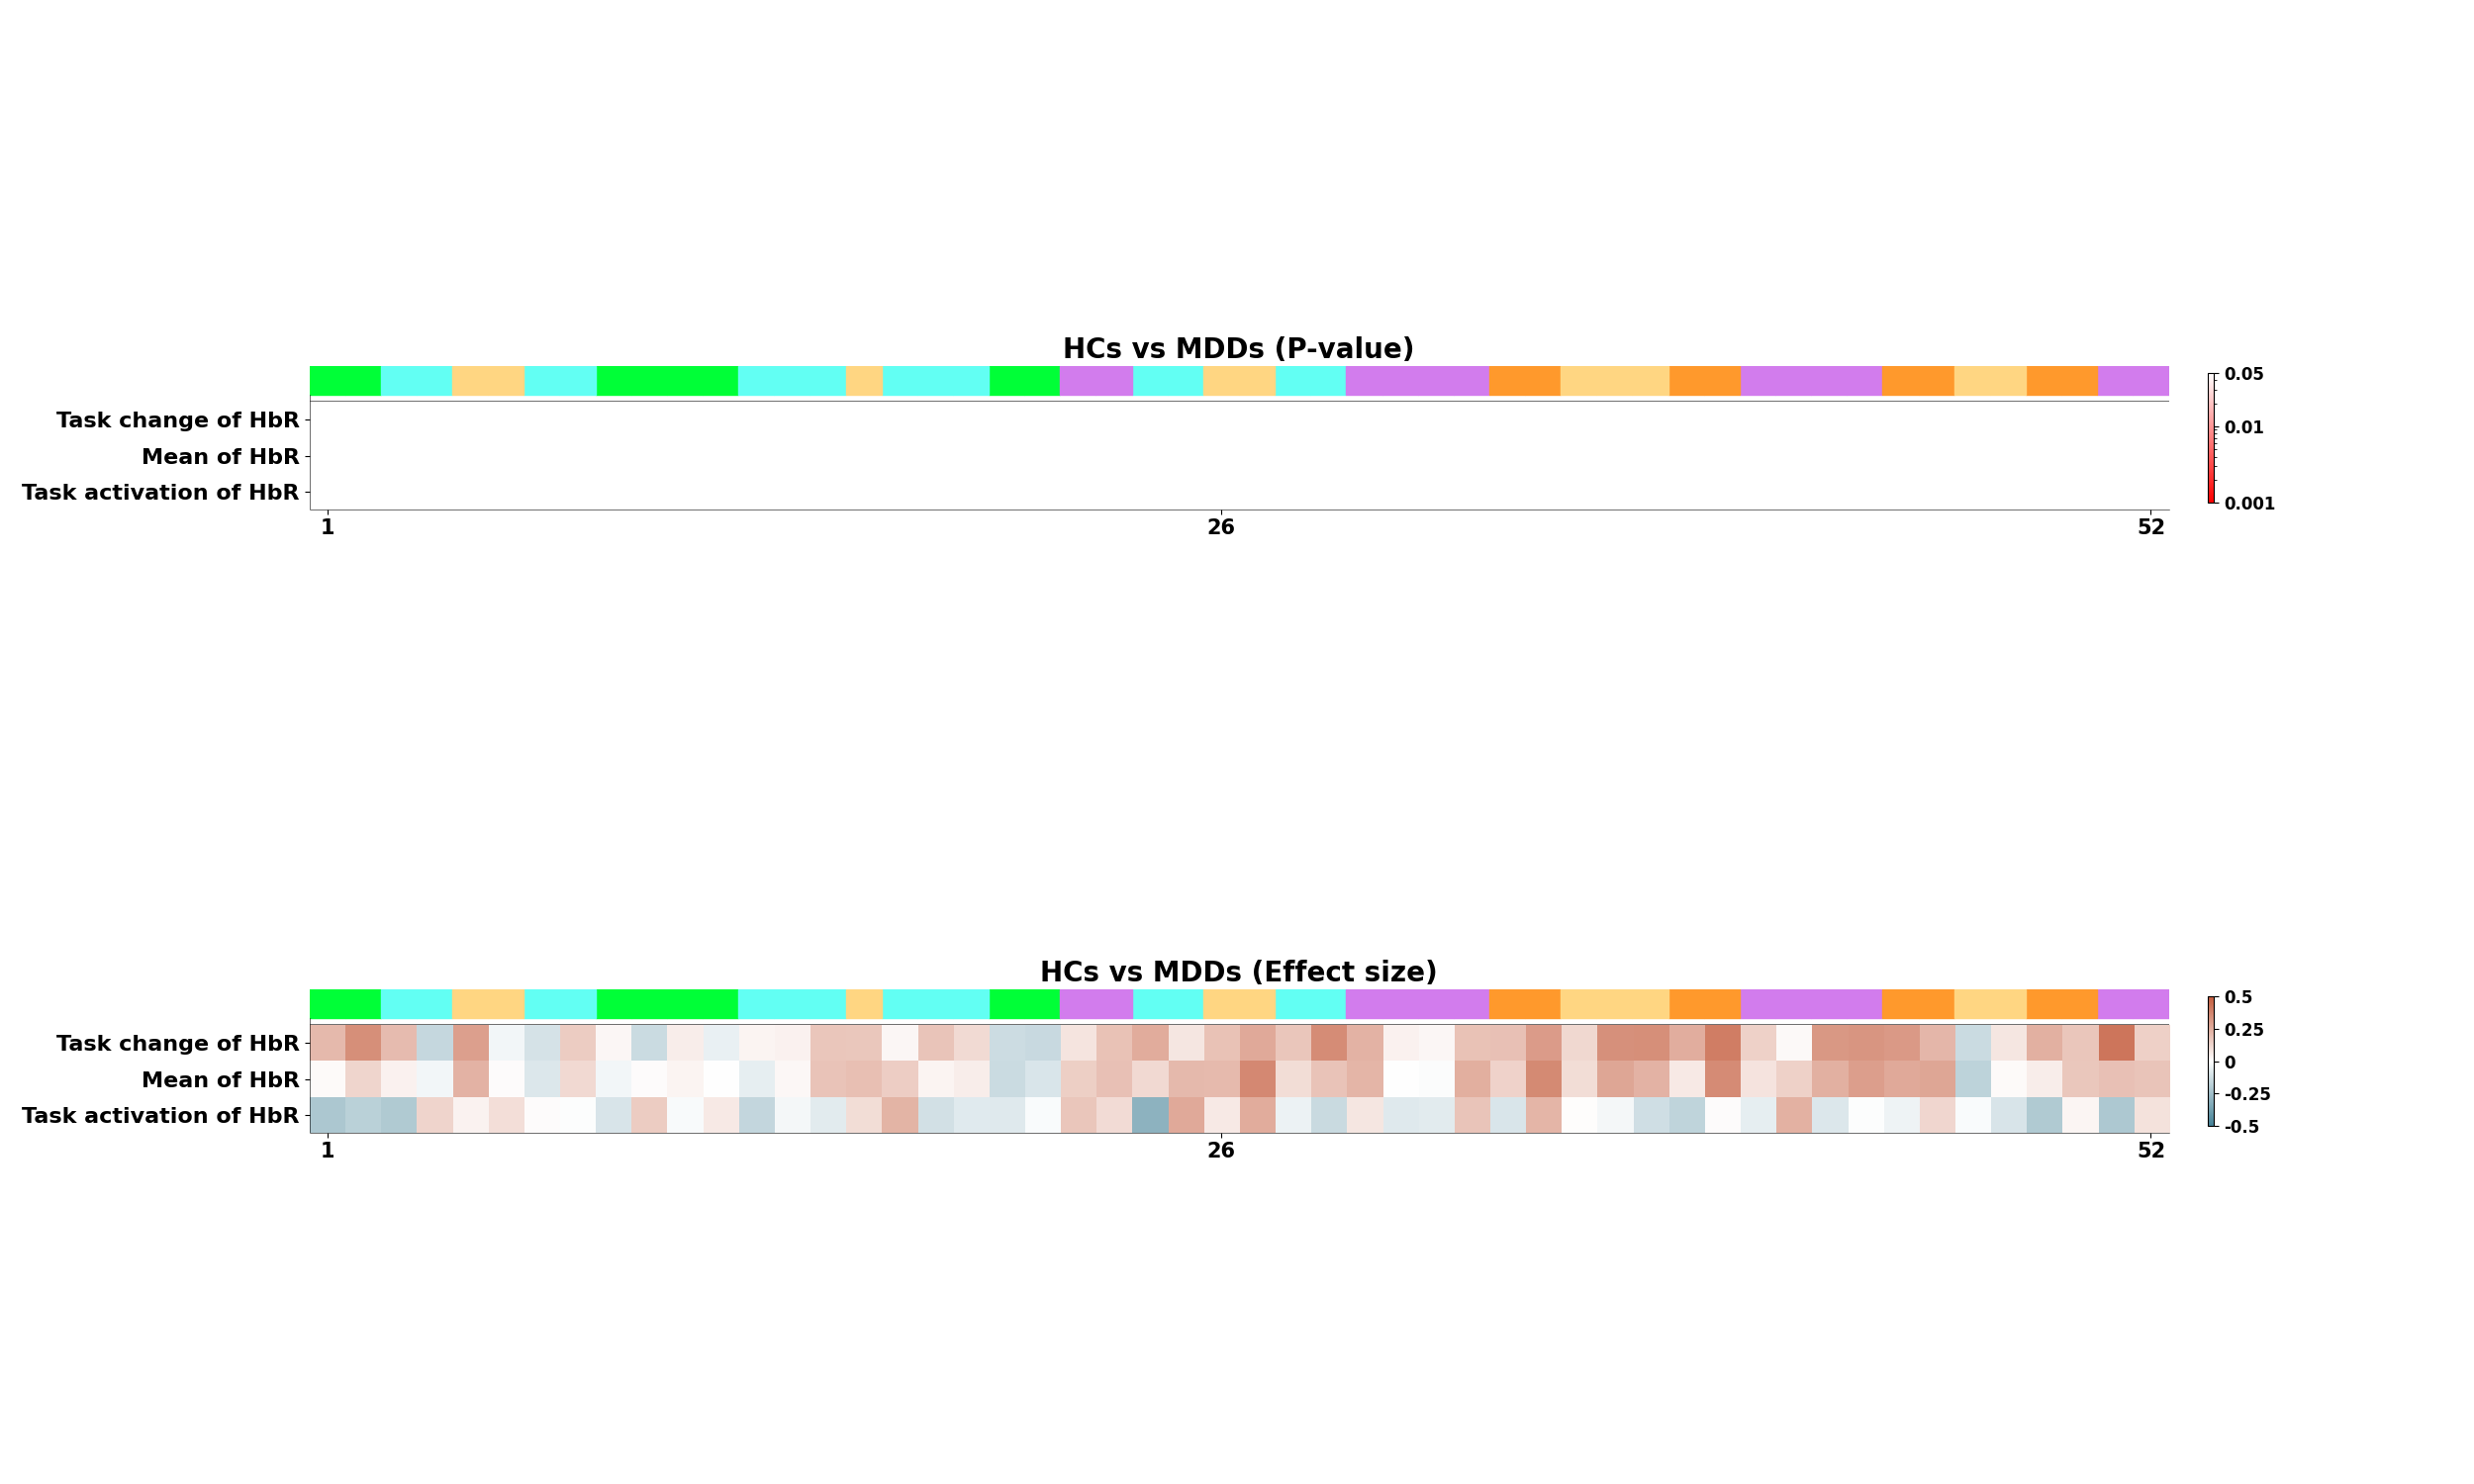 HCs vs MDDs (P-value)
Task change of HbR
Mean of HbR
Task activation of HbR
1 26 52
0.05
0.01
0.001
HCs vs MDDs (Effect size)
Task change of HbR
Mean of HbR
Task activation of HbR
1 26 52
0.5
0.25
0
-0.25
-0.5